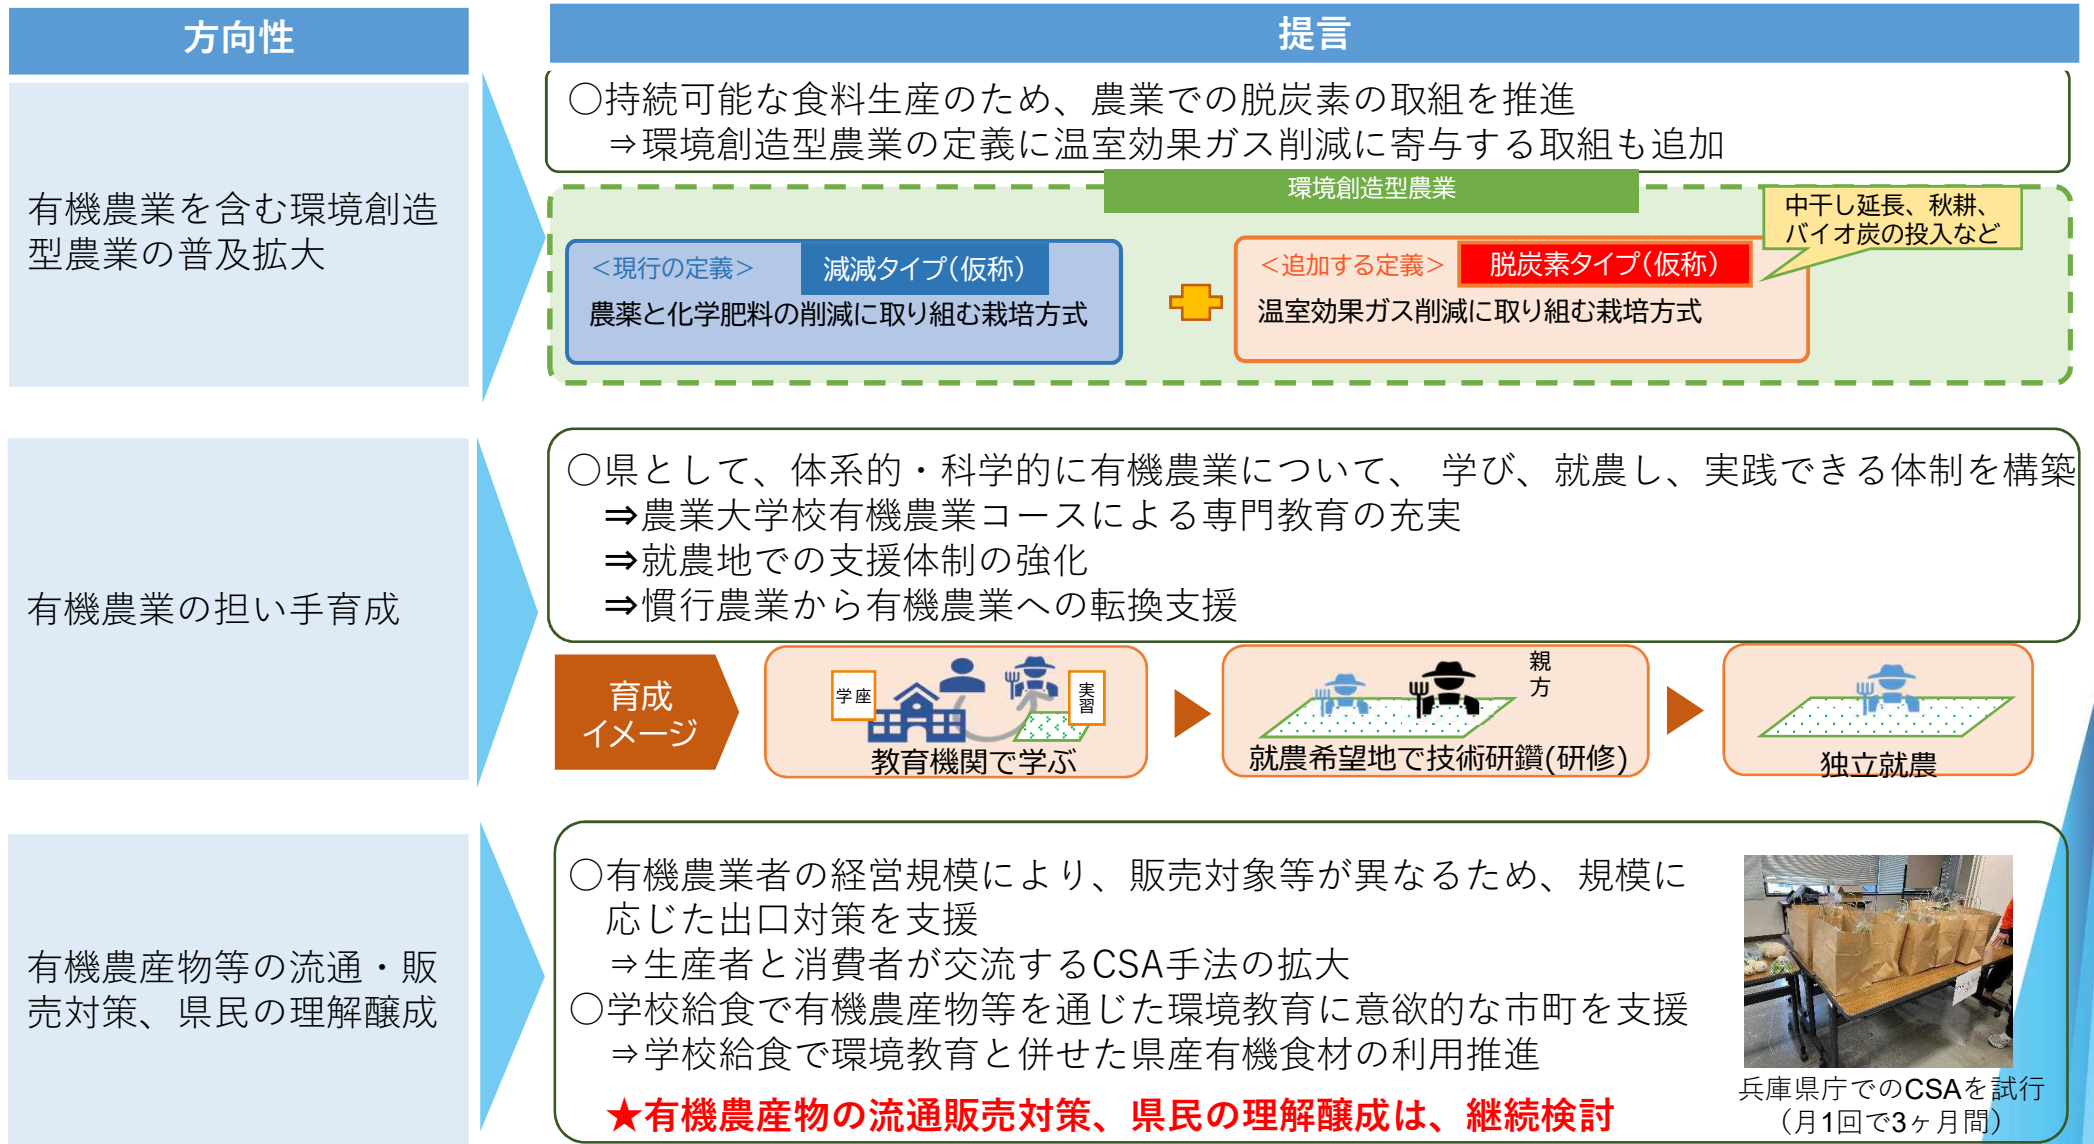 方向性
提言
有機農業を含む環境創造
型農業の普及拡大
○持続可能な食料生産のため、農業での脱炭素の取組を推進
⇒環境創造型農業の定義に温室効果ガス削減に寄与する取組も追加
環境創造型農業
中干し延長、秋耕、
バイオ炭の投入など
<現行の定義>
減減タイプ(仮称)
農薬と化学肥料の削減に取り組む栽培方式
<追加する定義>
脱炭素タイプ(仮称)
温室効果ガス削減に取り組む栽培方式
有機農業の担い手育成
○県として、体系的・科学的に有機農業について、 学び、就農し、実践できる体制を構築
⇒農業大学校有機農業コースによる専門教育の充実
⇒就農地での支援体制の強化
⇒慣行農業から有機農業への転換支援
育成
イメージ
学座
実習
教育機関で学ぶ
親方
就農希望地で技術研鑽(研修)
独立就農
有機農産物等の流通・販
売対策、県民の理解醸成
○有機農業者の経営規模により、販売対象等が異なるため、規模に
応じた出口対策を支援
⇒生産者と消費者が交流するCSA手法の拡大
○学校給食で有機農産物等を通じた環境教育に意欲的な市町を支援
⇒学校給食で環境教育と併せた県産有機食材の利用推進
★有機農産物の流通販売対策、県民の理解醸成は、継続検討
兵庫県庁でのCSAを試行
(月1回で3ヶ月間)